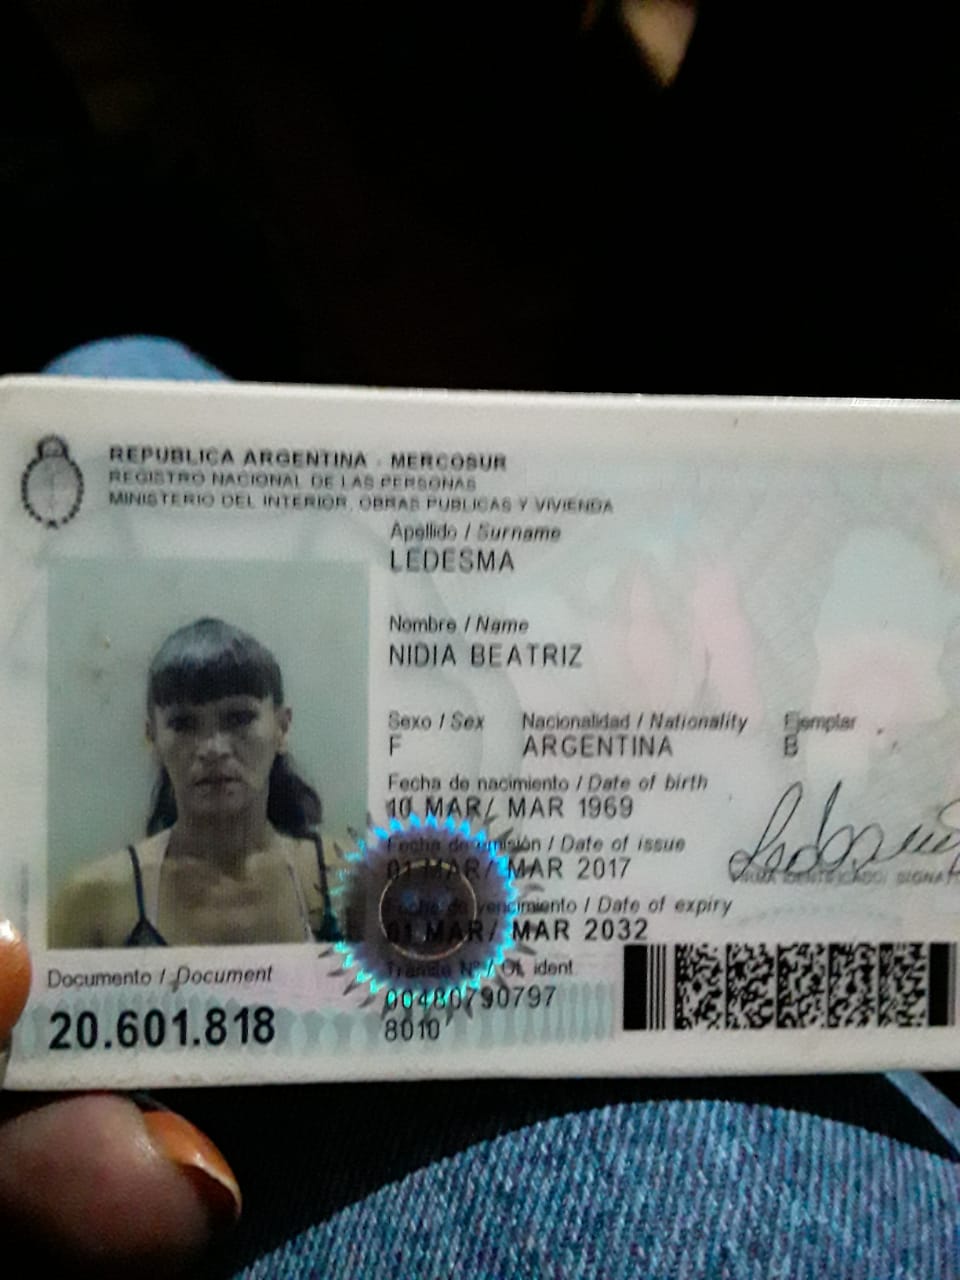 REPUBLICA ARGENTINA - MERCOSUR
REGISTRO NACIONAL DE LAS PERSONAS
MINISTERIO DEL INTERIOR, OBRAS PUBLICAS Y VIVIENDA
Apellido / Surname
LEDESMA
Nombre / Name
NIDIA BEATRIZ
Sexo / Sex Nacionalidad / Nationality Ejemplar
F ARGENTINA B
Fecha de nacimiento / Date of birth
10 MAR/ MAR 1969
Fecha de emisión / Date of issue
01 MAR/ MAR 2017
Fecha de vencimiento / Date of expiry
01 MAR/ MAR 2032
Trámite Nº / Of. ident.
00480790797
8010
Documento / Document
20.601.818
FIRMA IDENTIFICADO/ SIGNAT